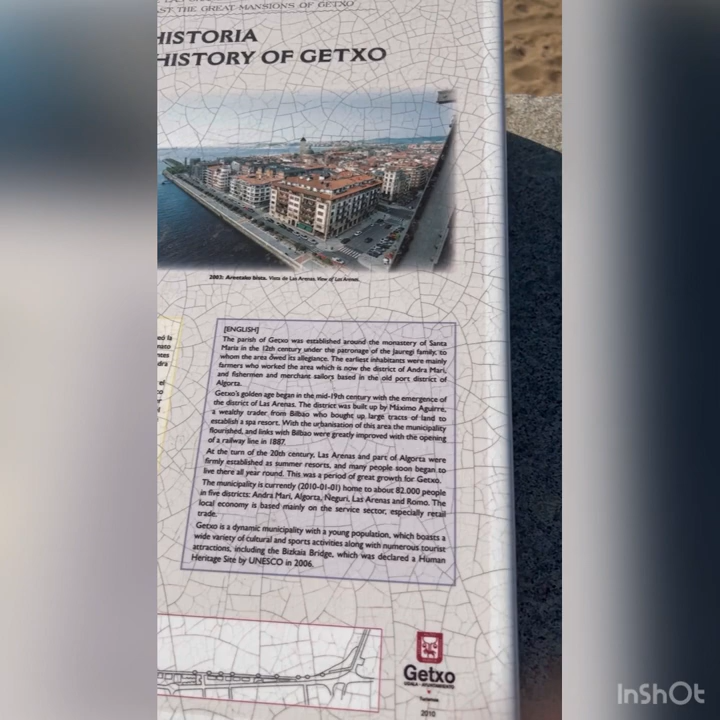 ST THE GREAT MANSIONS OF GETXO
HISTORIA
HISTORY OF GETXO
2003: Areetako bista. Vista de Las Arenas. View of Las Arenas.
[ENGLISH]
The parish of Getxo was established around the monastery of Santa
Maria in the 12th century under the patronage of the Jauregi family, to
whom the area owed its allegiance. The earliest inhabitants were mainly
farmers who worked the area which is now the district of Andra Mari,
and fishermen and merchant sailors based in the old port district of
Algorta.
Getxo's golden age began in the mid-19th century with the emergence of
the district of Las Arenas. The district was built up by Máximo Aguirre,
a wealthy trader from Bilbao who bought up large tracts of land to
establish a spa resort. With the urbanisation of this area the municipality
flourished, and links with Bilbao were greatly improved with the opening
of a railway line in 1887.
At the turn of the 20th century, Las Arenas and part of Algorta were
firmly established as summer resorts, and many people soon began to
live there all year round. This was a period of great growth for Getxo.
The municipality is currently (2010-01-01) home to about 82.000 people
in five districts: Andra Mari, Algorta, Neguri, Las Arenas and Romo. The
local economy is based mainly on the service sector, especially retail
trade.
Getxo is a dynamic municipality with a young population, which boasts a
wide variety of cultural and sports activities along with numerous tourist
attractions, including the Bizkaia Bridge, which was declared a Human
Heritage Site by UNESCO in 2006.
Getxo
UDALA - AYUNTAMIENTO
2010
InShOt